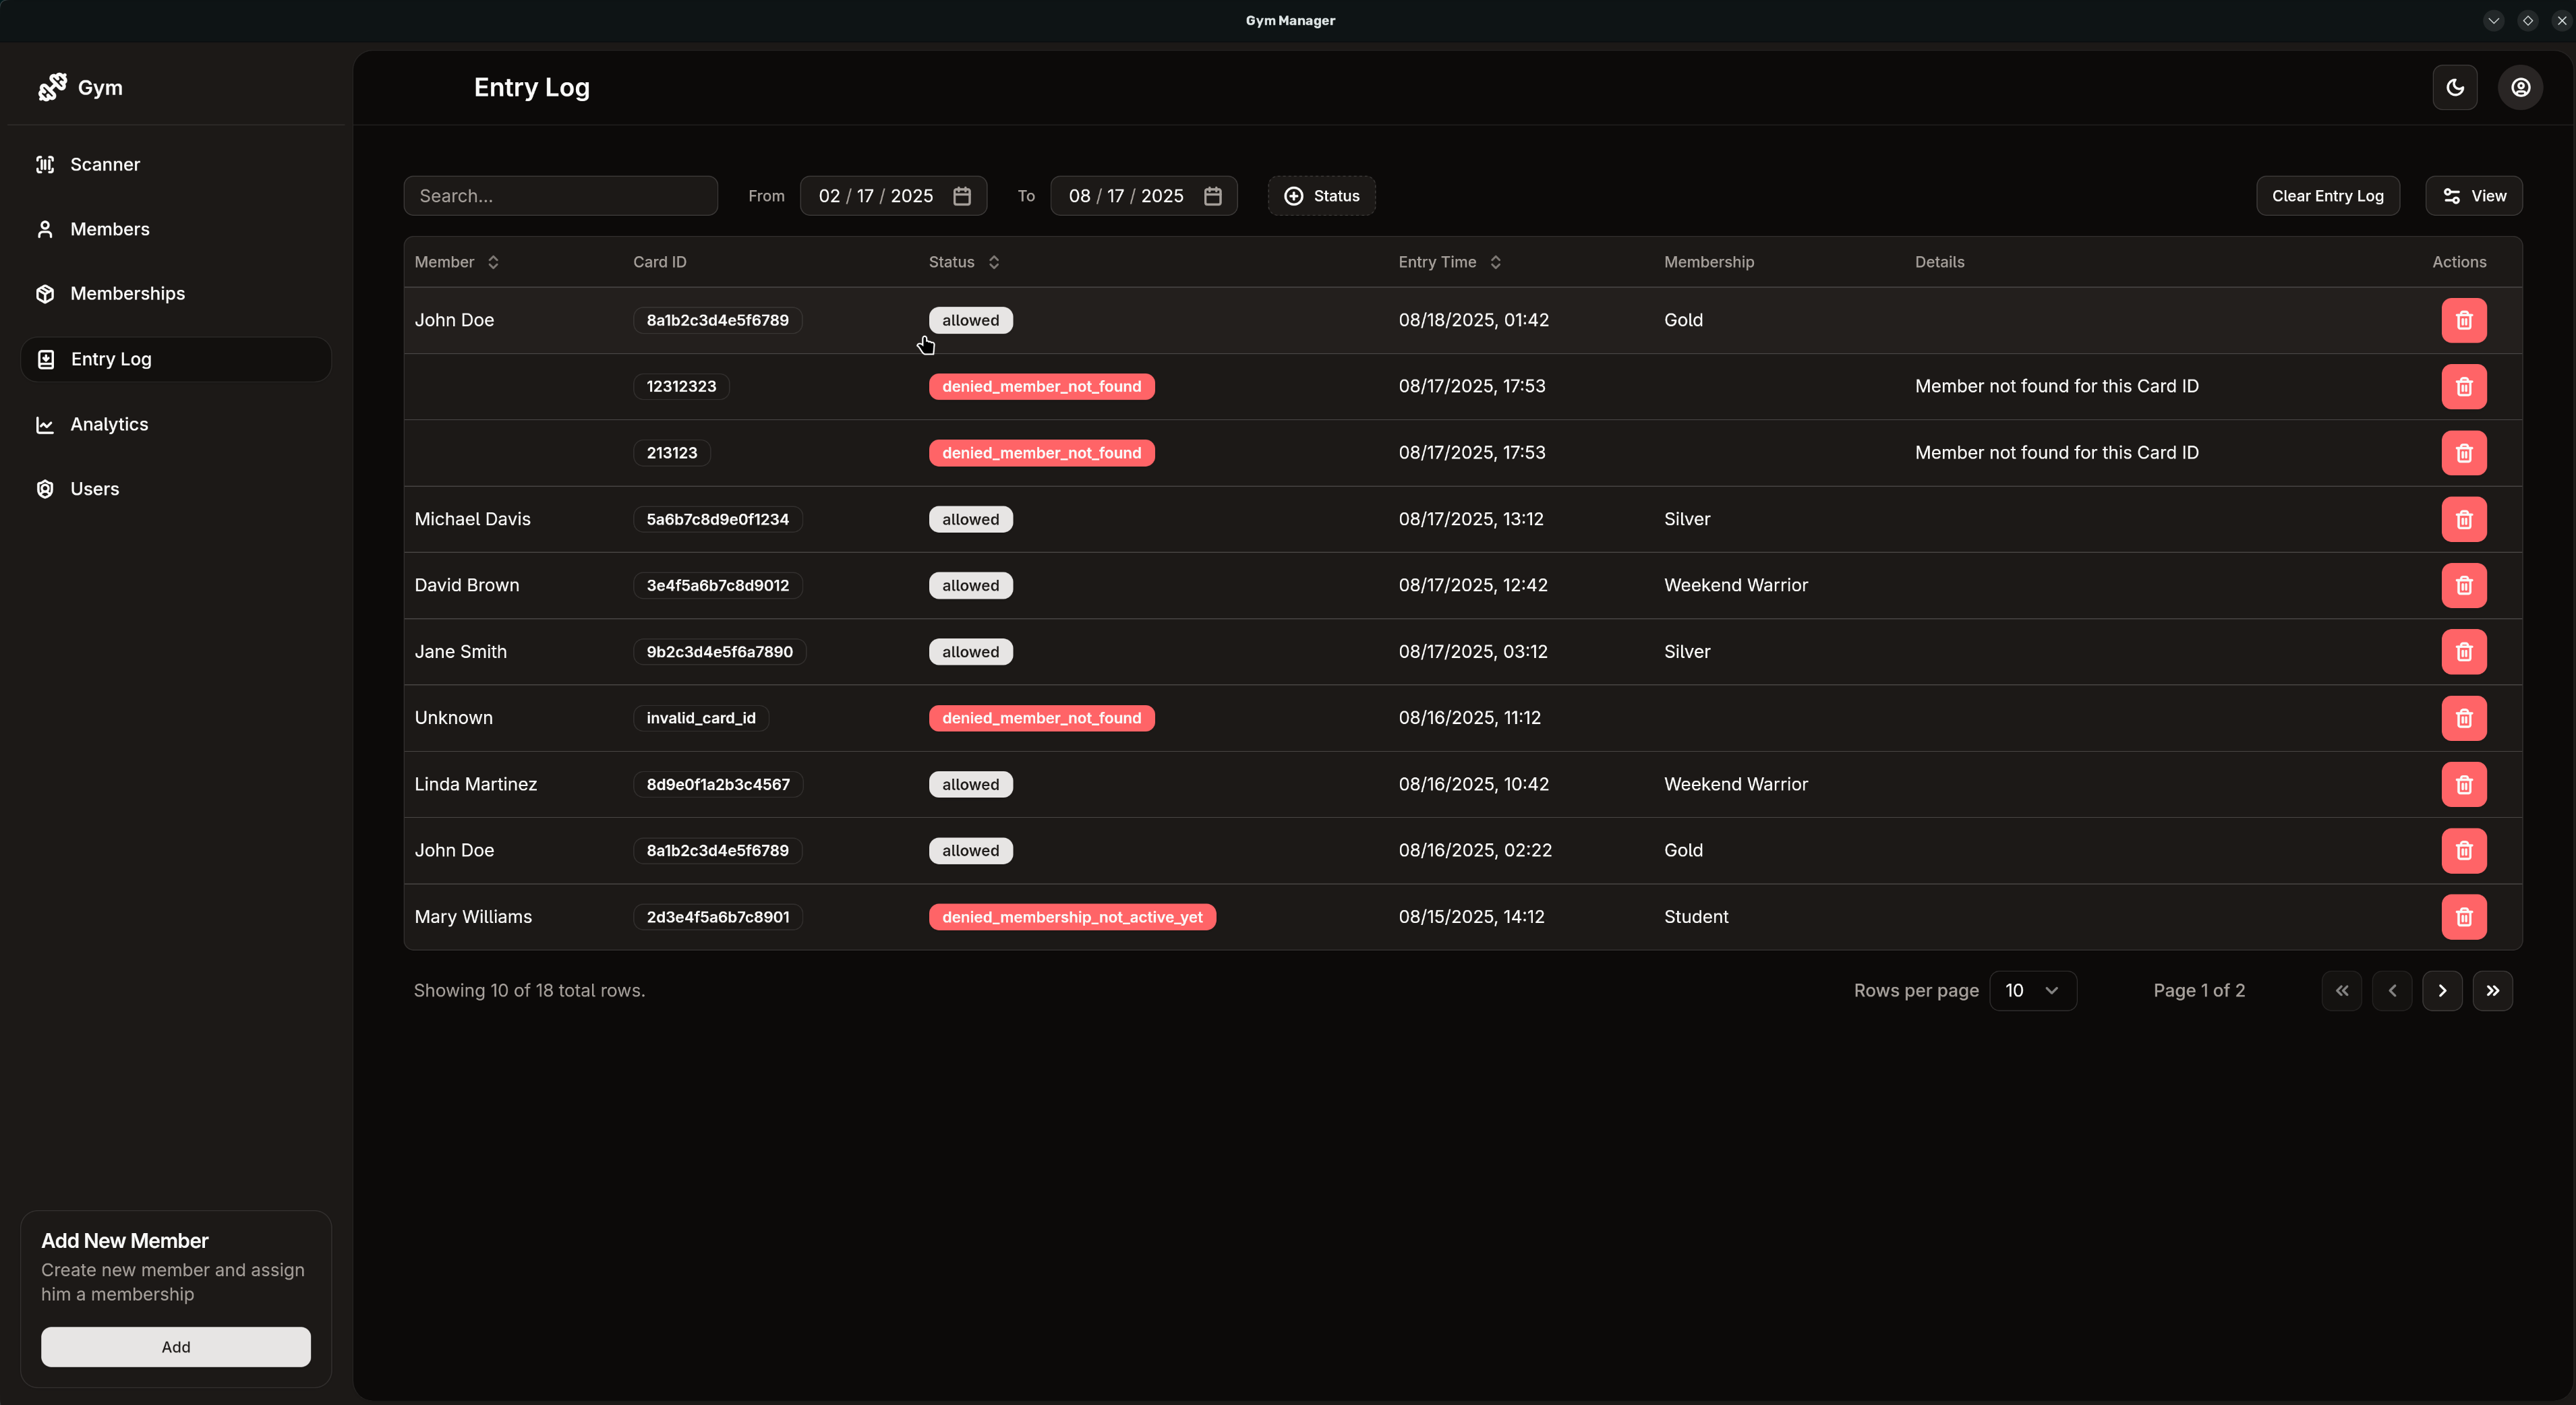 Gym Manager
Gym
Entry Log
Scanner
Members
Memberships
Entry Log
Analytics
Users
Search...
From 02 / 17 / 2025 To 08 / 17 / 2025 Status Clear Entry Log View
Member Card ID Status Entry Time Membership Details Actions
John Doe 8a1b2c3d4e5f6789 allowed 08/18/2025, 01:42 Gold
12312323 denied_member_not_found 08/17/2025, 17:53 Member not found for this Card ID
213123 denied_member_not_found 08/17/2025, 17:53 Member not found for this Card ID
Michael Davis 5a6b7c8d9e0f1234 allowed 08/17/2025, 13:12 Silver
David Brown 3e4f5a6b7c8d9012 allowed 08/17/2025, 12:42 Weekend Warrior
Jane Smith 9b2c3d4e5f6a7890 allowed 08/17/2025, 03:12 Silver
Unknown invalid_card_id denied_member_not_found 08/16/2025, 11:12
Linda Martinez 8d9e0f1a2b3c4567 allowed 08/16/2025, 10:42 Weekend Warrior
John Doe 8a1b2c3d4e5f6789 allowed 08/16/2025, 02:22 Gold
Mary Williams 2d3e4f5a6b7c8901 denied_membership_not_active_yet 08/15/2025, 14:12 Student
Showing 10 of 18 total rows. Rows per page 10 Page 1 of 2
Add New Member
Create new member and assign
him a membership
Add